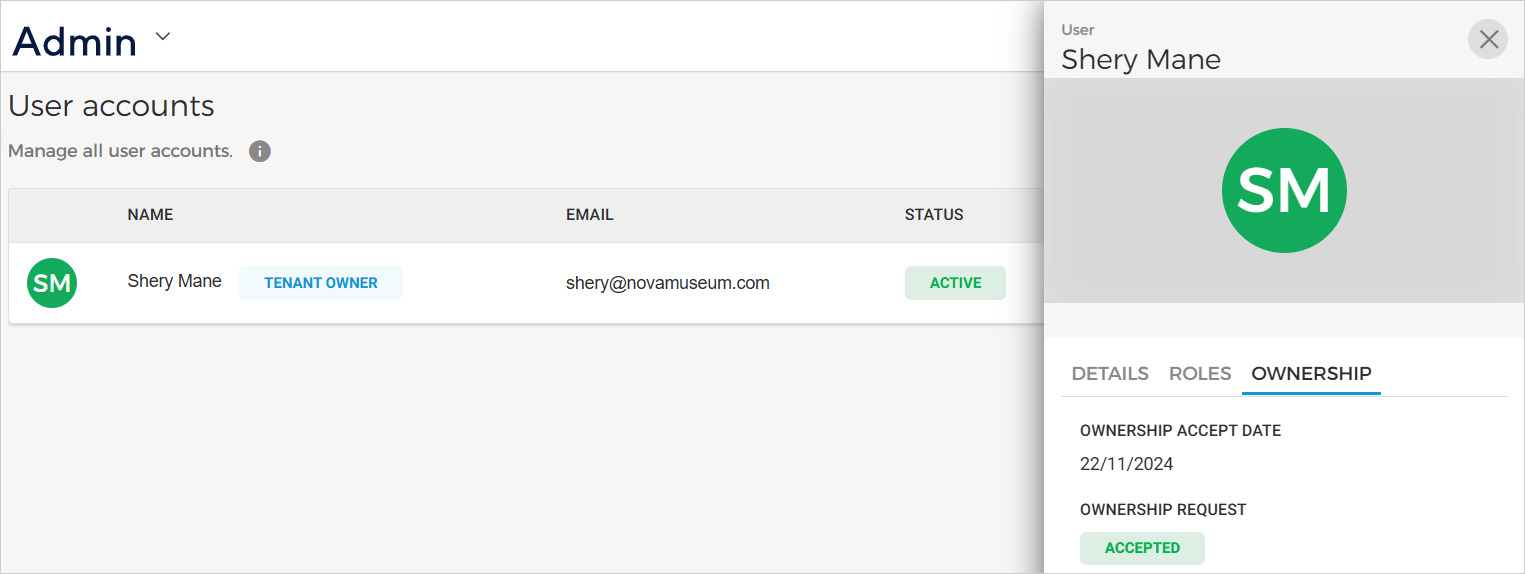 Admin
User accounts
Manage all user accounts.
i
NAME EMAIL STATUS
SM Shery Mane TENANT OWNER shery@novamuseum.com ACTIVE
User
Shery Mane
SM
DETAILS ROLES OWNERSHIP
OWNERSHIP ACCEPT DATE
22/11/2024
OWNERSHIP REQUEST
ACCEPTED